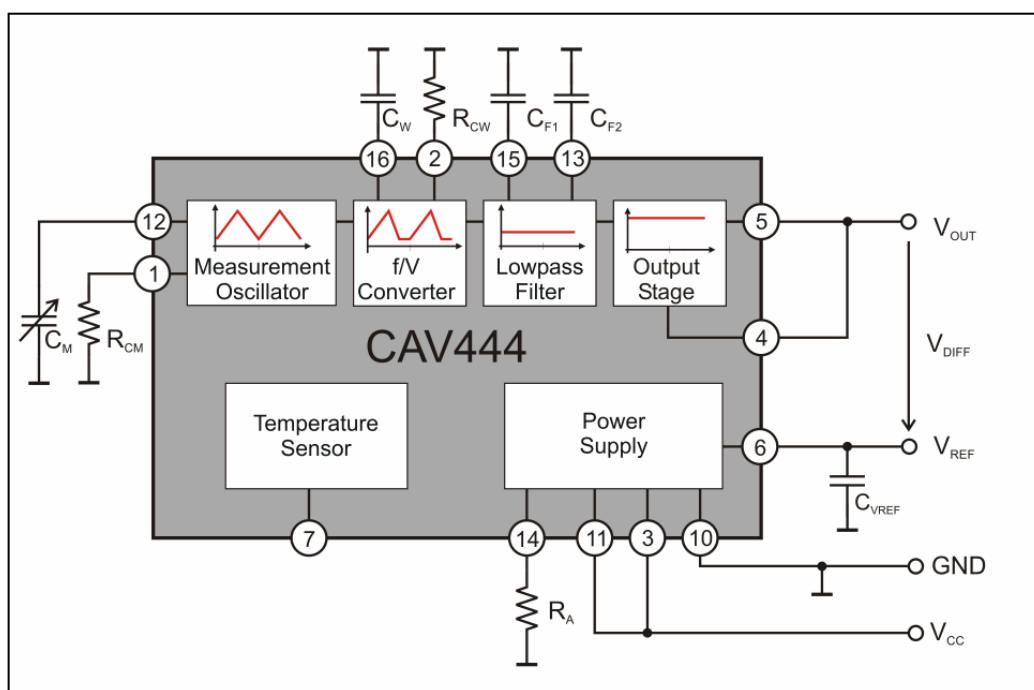 C_W
R_CW
C_F1
C_F2
16
2
15
13
12
1
Measurement
Oscillator
f/V
Converter
Lowpass
Filter
Output
Stage
5
4
V_OUT
V_DIFF
C_M
R_CM
CAV444
Temperature
Sensor
Power
Supply
6
V_REF
C_VREF
7
14
11
3
10
GND
R_A
V_CC